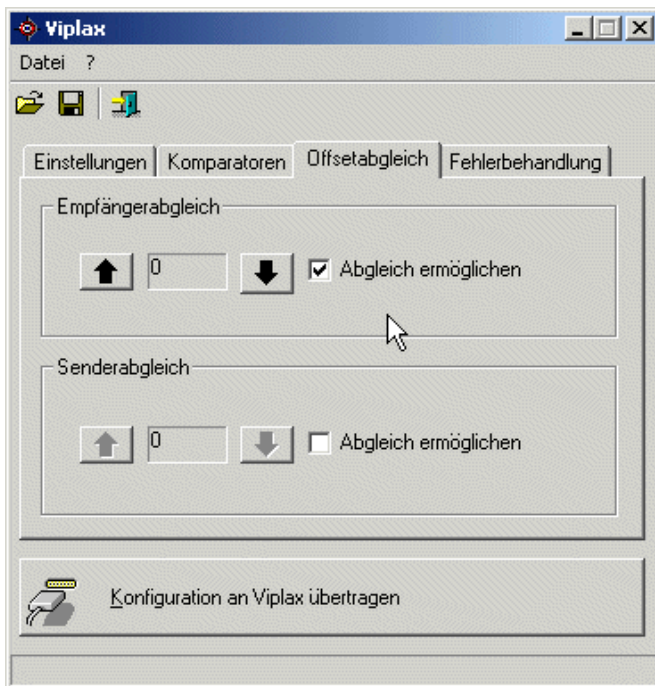 Viplax
Datei ?
Einstellungen Komparatoren Offsetabgleich Fehlerbehandlung
Empfängerabgleich
0 Abgleich ermöglichen
Senderabgleich
0 Abgleich ermöglichen
Konfiguration an Viplax übertragen